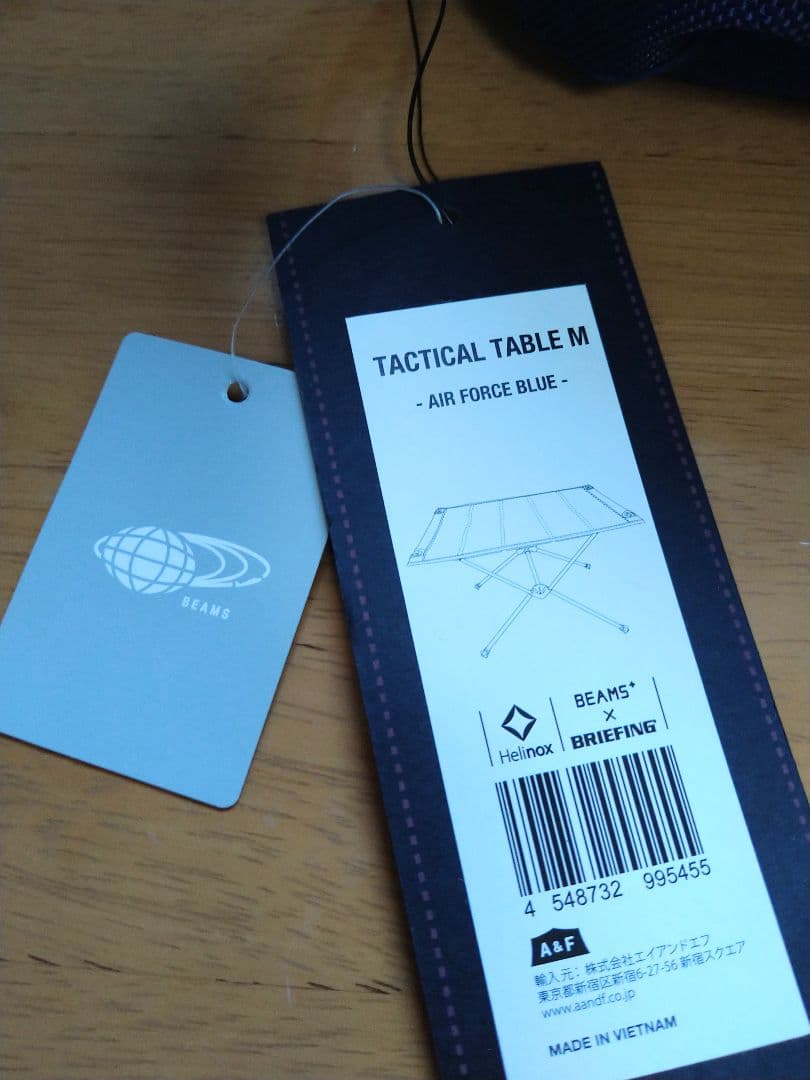 TACTICAL TABLE M
- AIR FORCE BLUE -
BEAMS
Helinox
BEAMS+
×
BRIEFING
4 548732 995455
A&F
輸入元：株式会社エイアンドエフ
東京都新宿区新宿6-27-56 新宿スクエア
www.aandf.co.jp
MADE IN VIETNAM